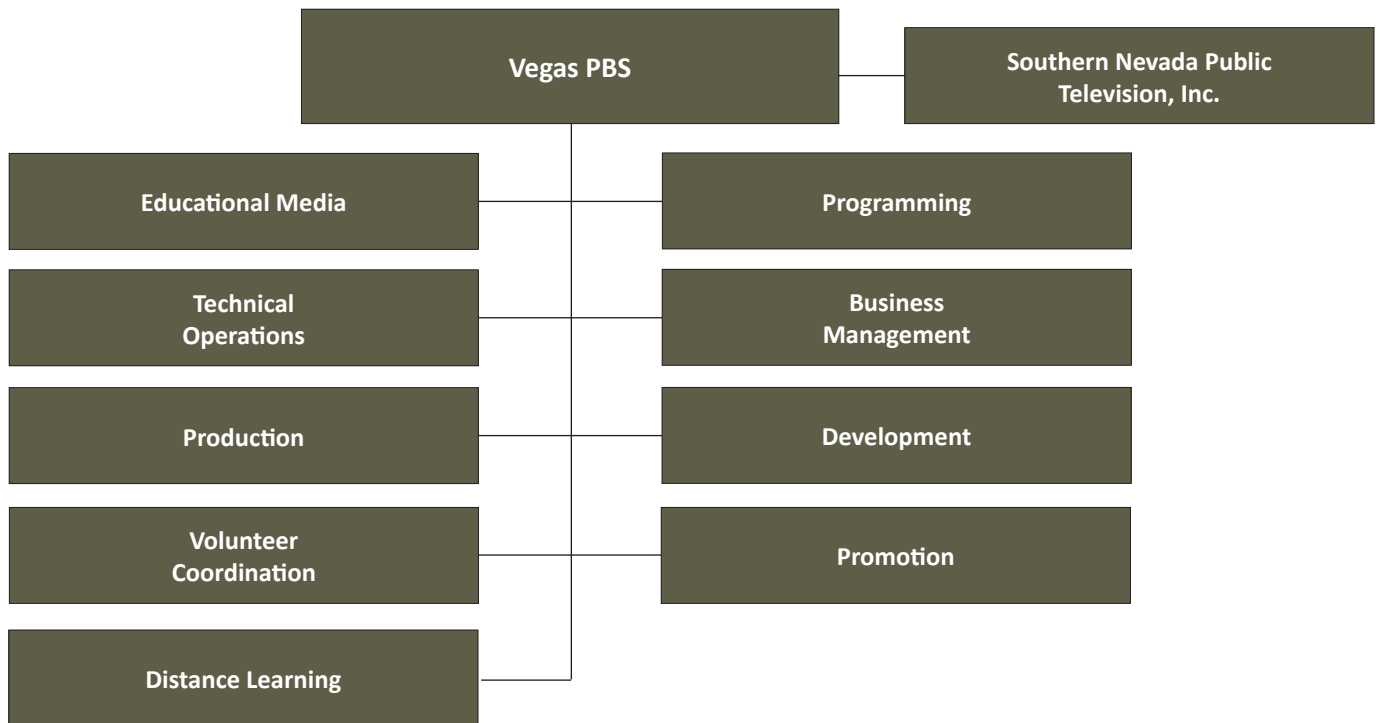 Vegas PBS
Southern Nevada Public
Television, Inc.
Educational Media
Programming
Technical
Operations
Business
Management
Production
Development
Volunteer
Coordination
Promotion
Distance Learning